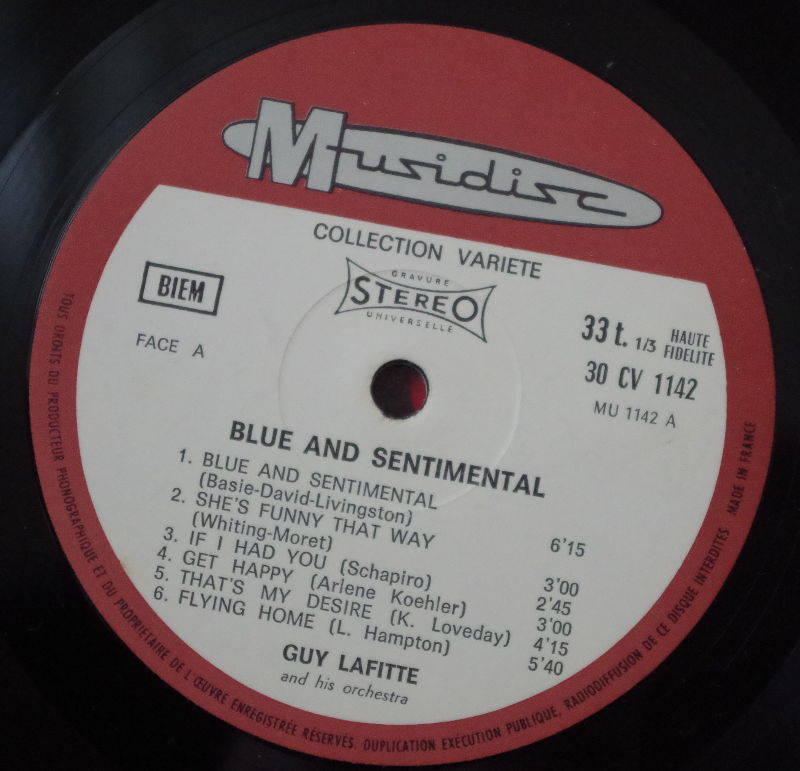 Musidisc
COLLECTION VARIETE
GRAVURE
STEREO
UNIVERSELLE
BIEM
FACE A
33 t. 1/3 HAUTE FIDELITE
30 CV 1142
MU 1142 A
BLUE AND SENTIMENTAL
1. BLUE AND SENTIMENTAL
(Basie-David-Livingston) 6'15
2. SHE'S FUNNY THAT WAY
(Whiting-Moret) 3'00
3. IF I HAD YOU (Schapiro) 2'45
4. GET HAPPY (Arlene Koehler) 3'00
5. THAT'S MY DESIRE (K. Loveday) 4'15
6. FLYING HOME (L. Hampton) 5'40
GUY LAFITTE
and his orchestra
TOUS DROITS DU PRODUCTEUR PHONOGRAPHIQUE ET DU PROPRIETAIRE DE L'ŒUVRE ENREGISTRÉE RÉSERVÉS. DUPLICATION EXÉCUTION PUBLIQUE, RADIODIFFUSION DE CE DISQUE INTERDITES MADE IN FRANCE